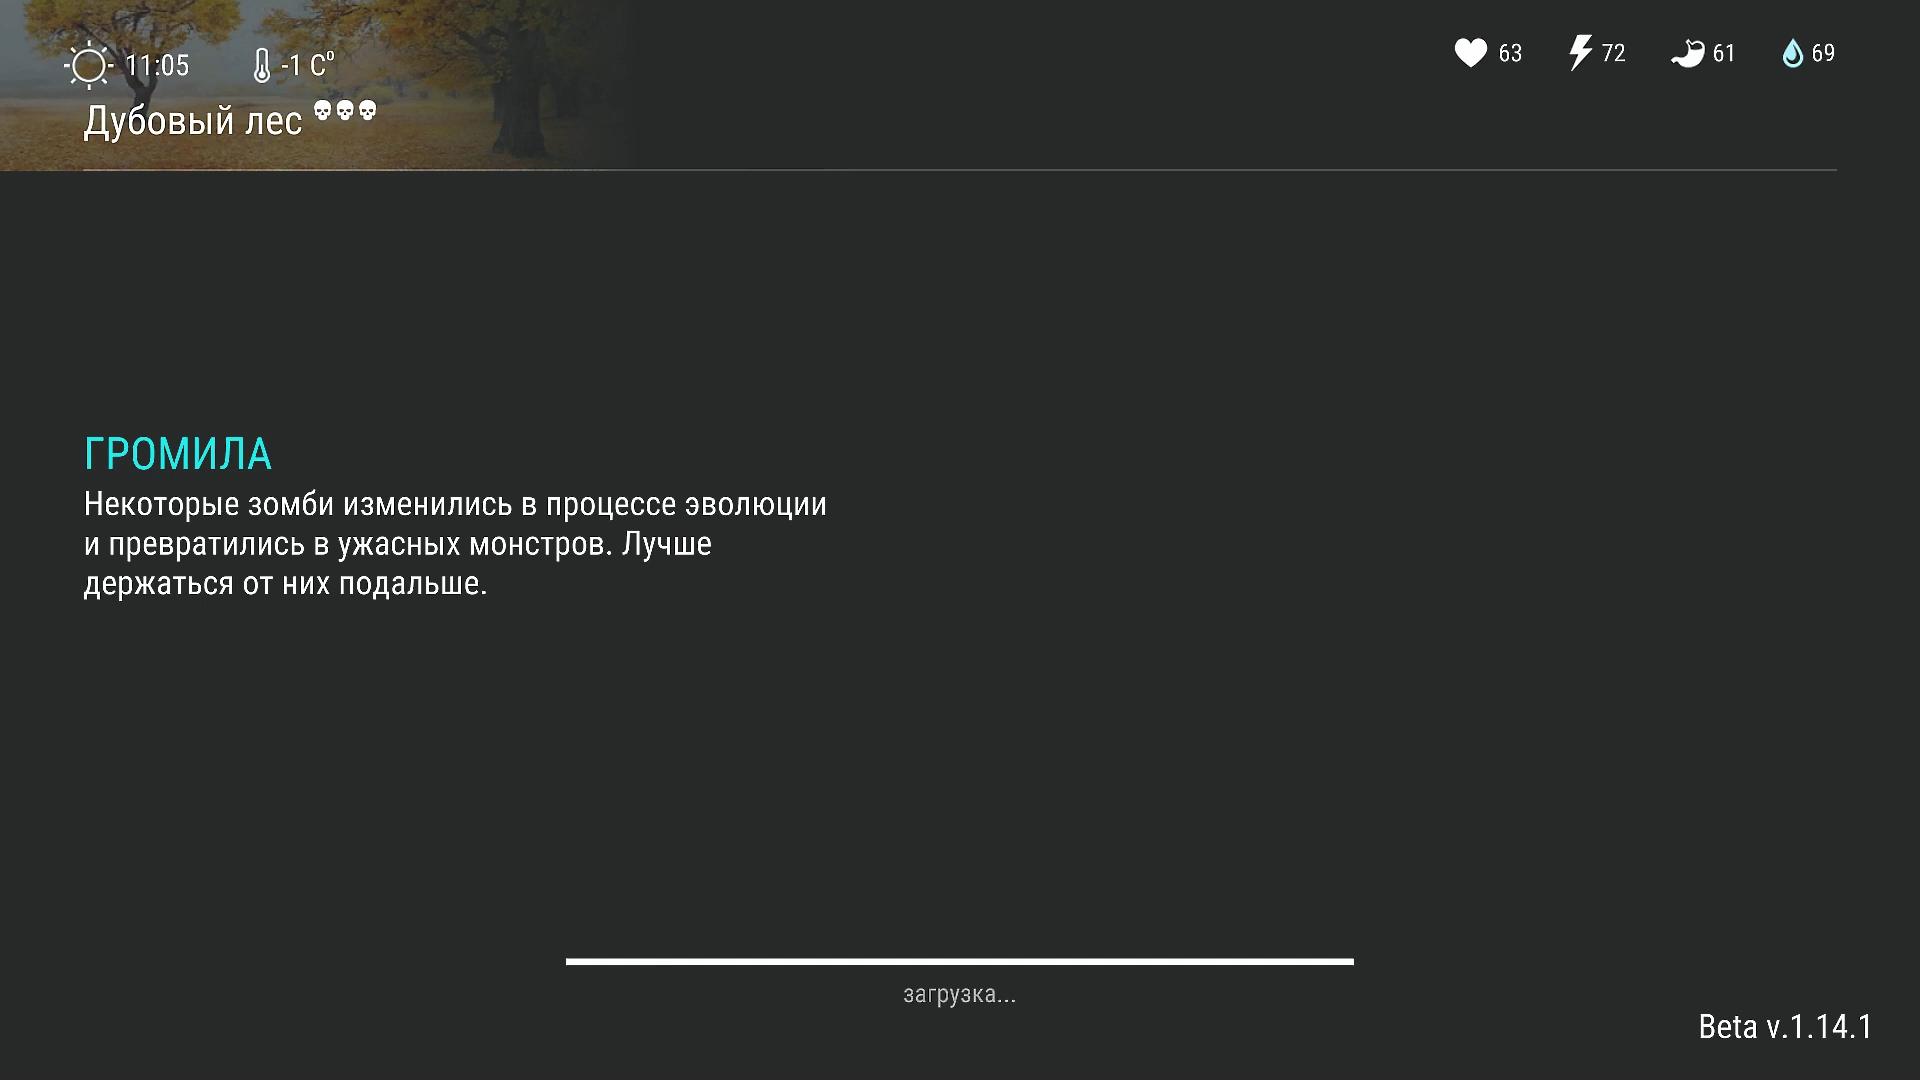 11:05 -1 C⁰ 63 72 61 69
Дубовый лес
ГРОМИЛА
Некоторые зомби изменились в процессе эволюции
и превратились в ужасных монстров. Лучше
держаться от них подальше.
загрузка...
Beta v.1.14.1